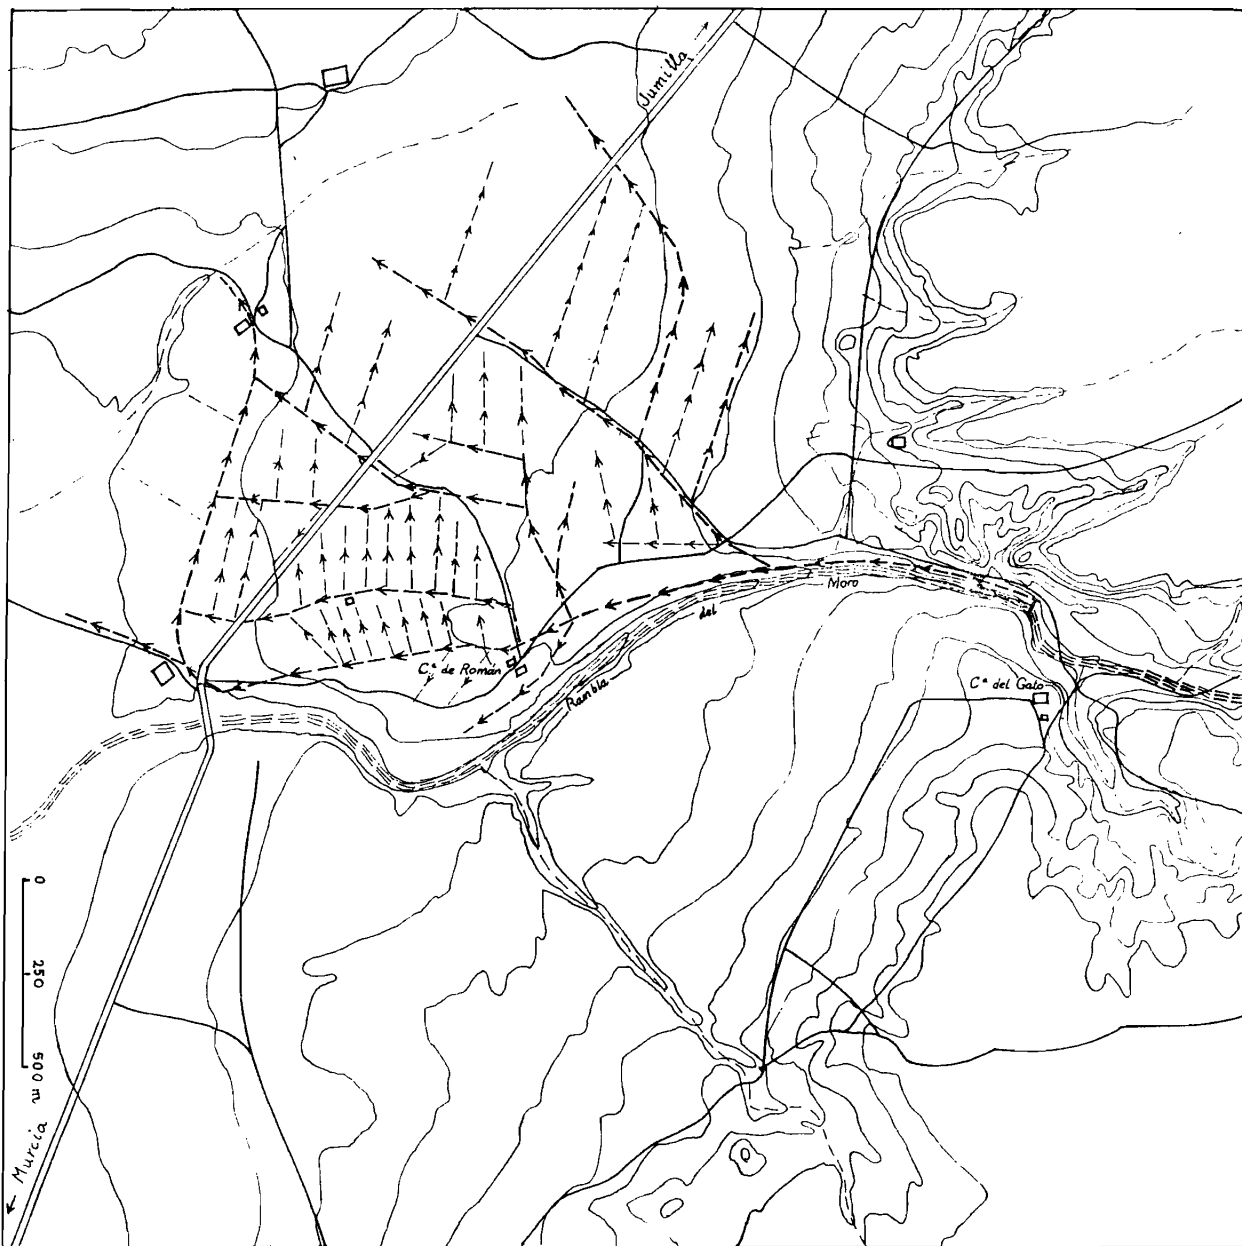 Jumilla
Moro
del
Rambla
Cª de Román
Cª del Gato
0
250
500 m
Murcia